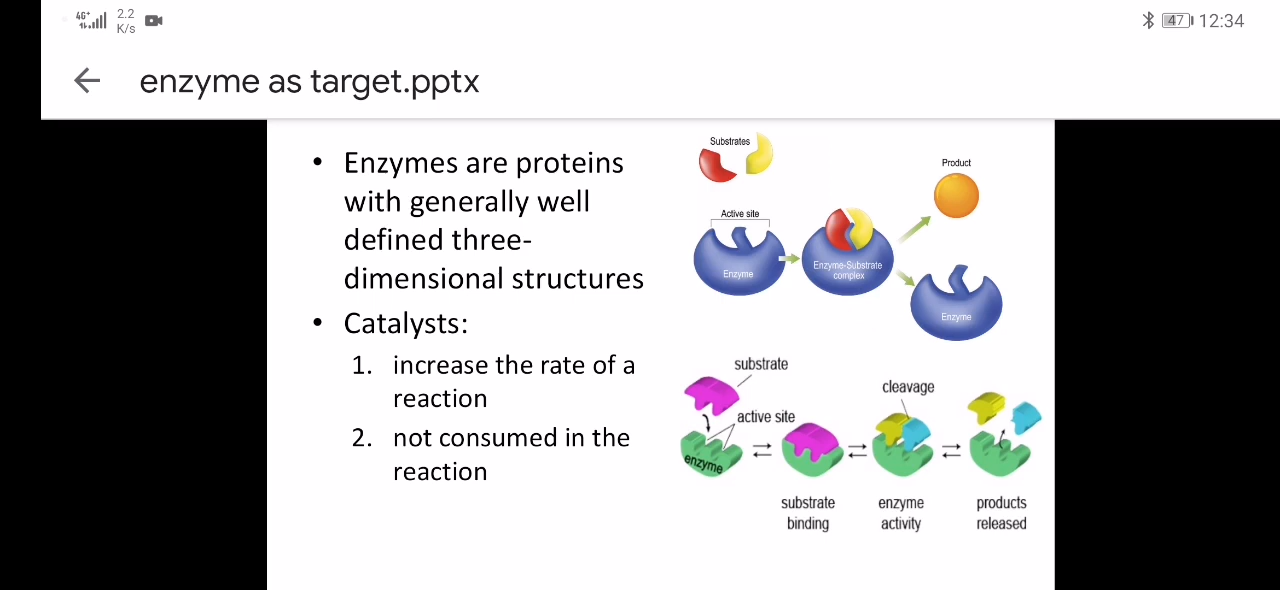 4G+
2.2
K/s
47 12:34
enzyme as target.pptx
• Enzymes are proteins
with generally well
defined three-
dimensional structures
• Catalysts:
1. increase the rate of a
reaction
2. not consumed in the
reaction
Substrates
Product
Active site
Enzyme
Enzyme-Substrate
complex
Enzyme
substrate
cleavage
active site
enzyme
substrate
binding
enzyme
activity
products
released